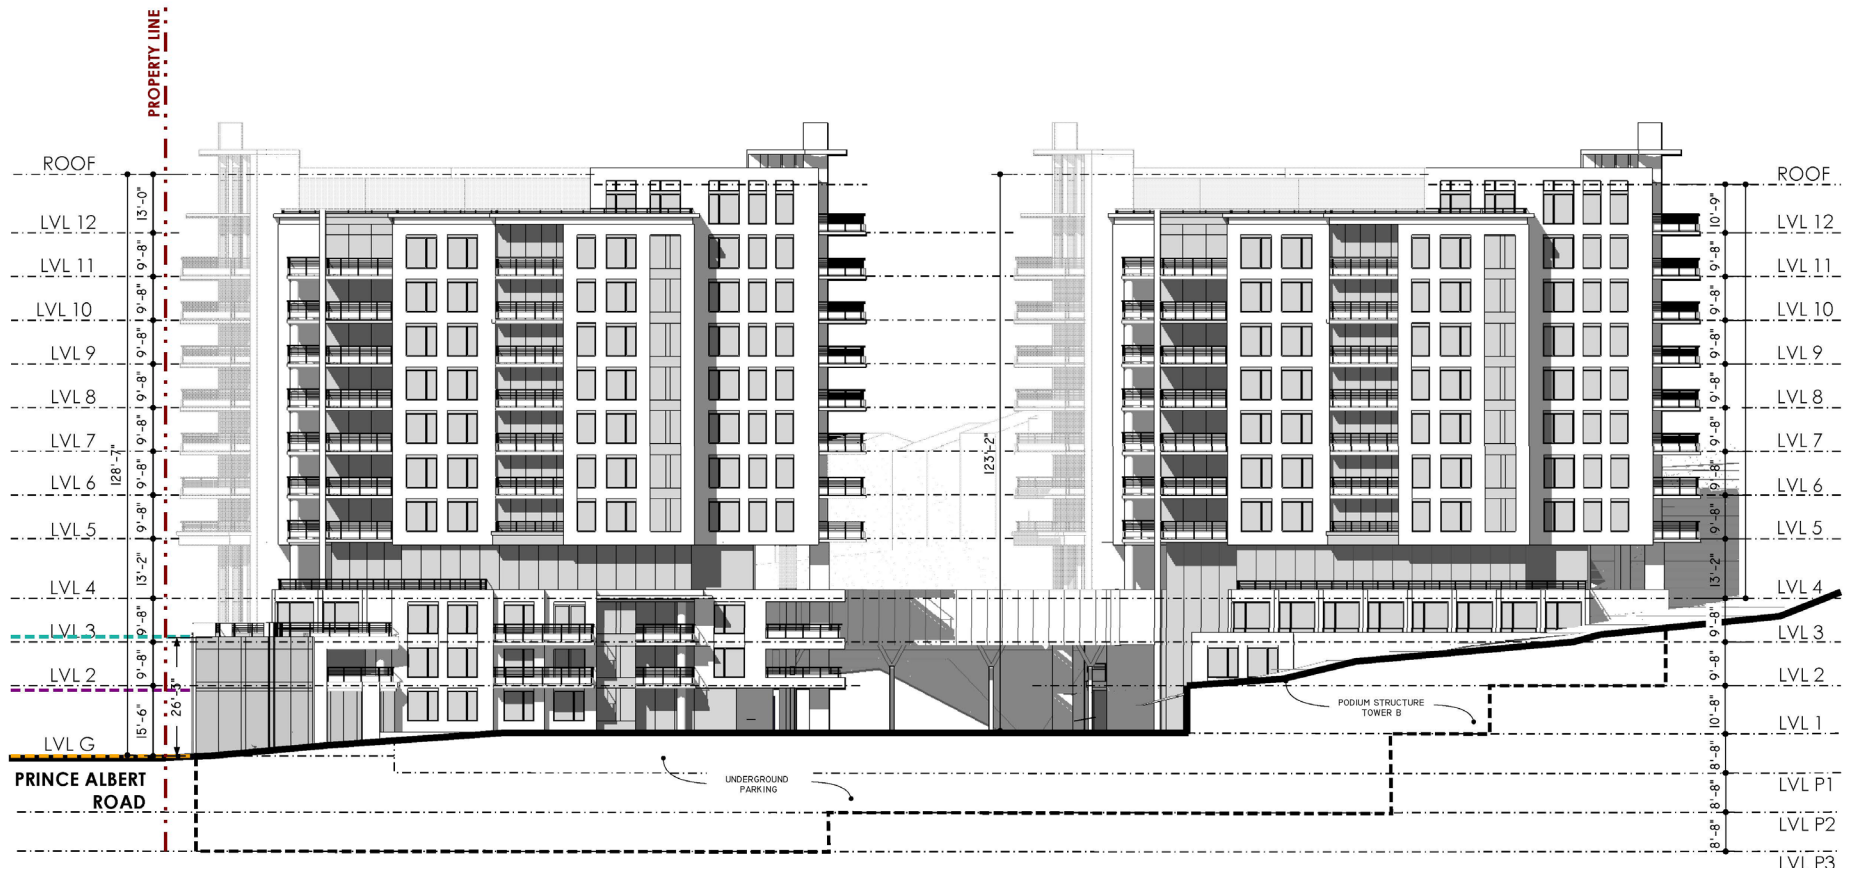 PROPERTY LINE
ROOF
LVL 12
LVL 11
LVL 10
LVL 9
LVL 8
LVL 7
LVL 6
LVL 5
LVL 4
LVL 3
LVL 2
LVL G
PRINCE ALBERT
ROAD
13'-0"
9'-8"
9'-8"
9'-8"
9'-8"
9'-8"
9'-8"
9'-8"
13'-2"
9'-8"
9'-8"
15'-6"
128'-7"
26'-3"
123'-2"
UNDERGROUND
PARKING
PODIUM STRUCTURE
TOWER B
10'-9"
9'-8"
9'-8"
9'-8"
9'-8"
9'-8"
9'-8"
9'-8"
13'-2"
9'-8"
9'-8"
10'-8"
8'-8"
8'-8"
8'-8"
ROOF
LVL 12
LVL 11
LVL 10
LVL 9
LVL 8
LVL 7
LVL 6
LVL 5
LVL 4
LVL 3
LVL 2
LVL 1
LVL P1
LVL P2
LVL P3